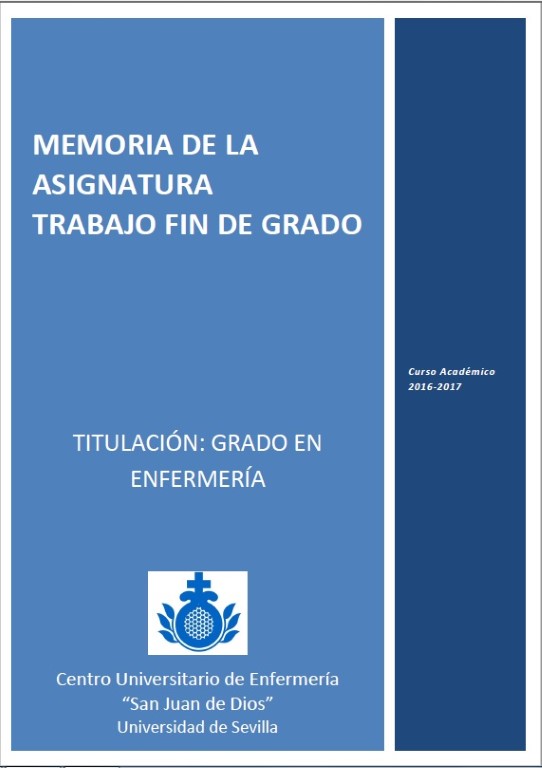 MEMORIA DE LA
ASIGNATURA
TRABAJO FIN DE GRADO
Curso Académico
2016-2017
TITULACIÓN: GRADO EN
ENFERMERÍA
Centro Universitario de Enfermería
“San Juan de Dios”
Universidad de Sevilla